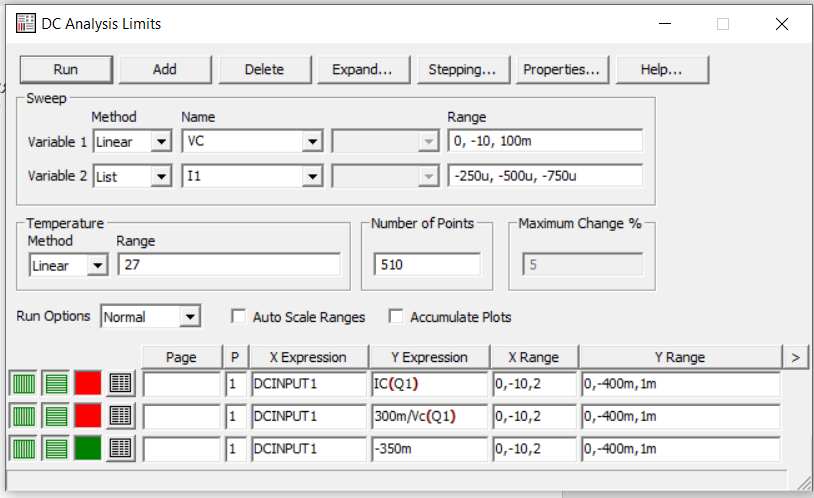 DC Analysis Limits
Run Add Delete Expand... Stepping... Properties... Help...
Sweep
Method Name Range
Variable 1 Linear VC 0, -10, 100m
Variable 2 List I1 -250u, -500u, -750u
Temperature Number of Points Maximum Change %
Method Range
Linear 27 510 5
Run Options Normal Auto Scale Ranges Accumulate Plots
Page P X Expression Y Expression X Range Y Range >
1 DCINPUT1 IC(Q1) 0,-10,2 0,-400m,1m
1 DCINPUT1 300m/Vc(Q1) 0,-10,2 0,-400m,1m
1 DCINPUT1 -350m 0,-10,2 0,-400m,1m